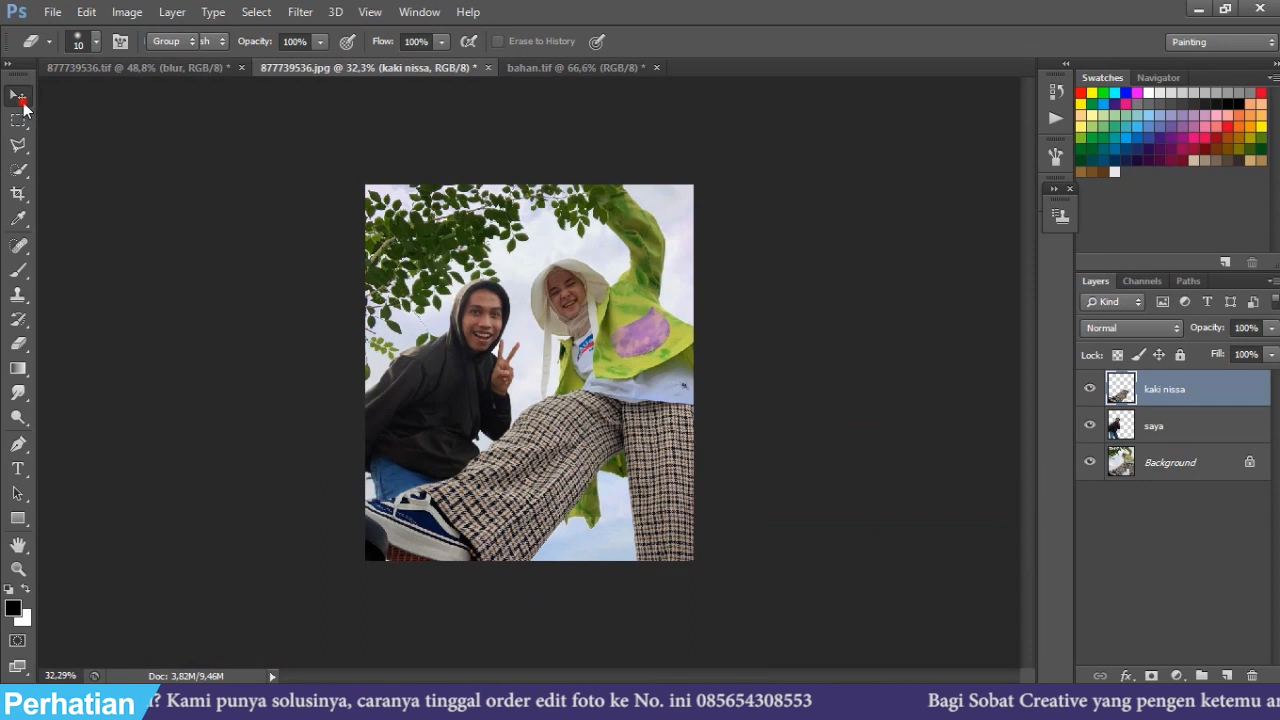 Ps File Edit Image Layer Type Select Filter 3D View Window Help
10 Group sh Opacity: 100% Flow: 100% Erase to History Painting
877739536.tif @ 48,8% (blur, RGB/8) * × 877739536.jpg @ 32,3% (kaki nissa, RGB/8) * × bahan.tif @ 66,6% (RGB/8) * ×
Swatches Navigator
Layers Channels Paths
Kind
Normal Opacity: 100%
Lock: Fill: 100%
kaki nissa
saya
Background
32,29% Doc: 3,82M/9,46M
Perhatian ? Kami punya solusinya, caranya tinggal order edit foto ke No. ini 085654308553 Bagi Sobat Creative yang pengen ketemu